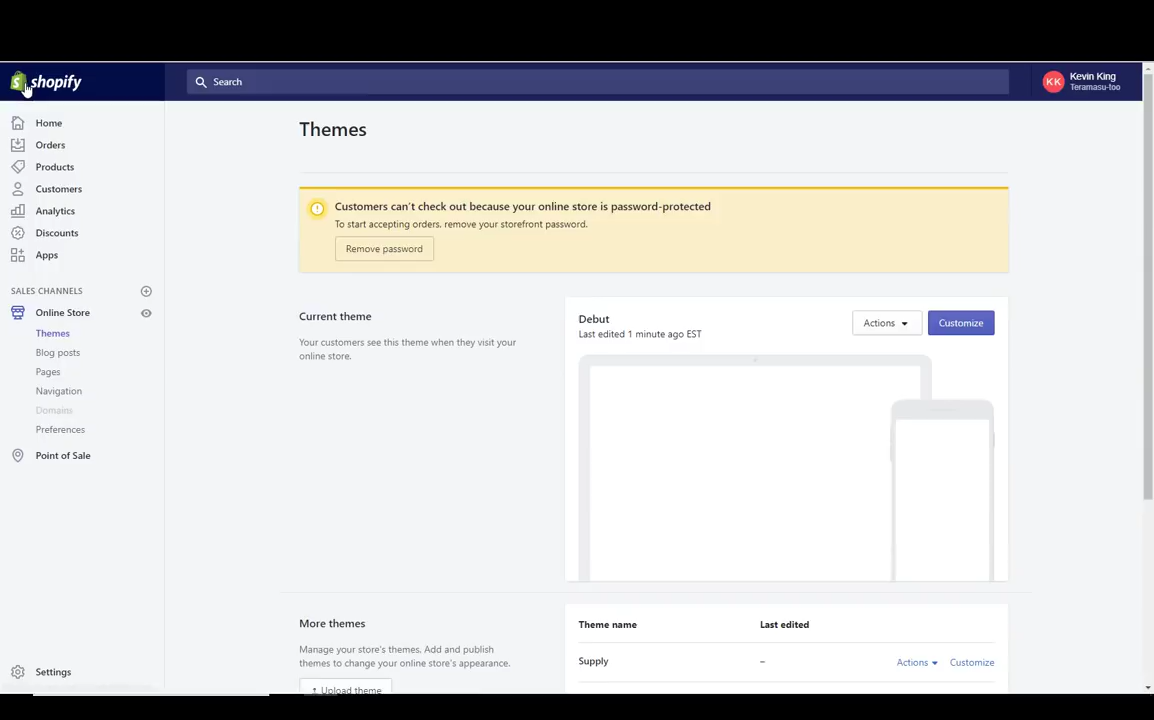 shopify
Search
KK
Kevin King
Teramasu-too
Home
Orders
Products
Customers
Analytics
Discounts
Apps
SALES CHANNELS
Online Store
Themes
Blog posts
Pages
Navigation
Domains
Preferences
Point of Sale
Settings
Themes
Customers can't check out because your online store is password-protected
To start accepting orders, remove your storefront password.
Remove password
Current theme
Your customers see this theme when they visit your
online store.
Debut
Last edited 1 minute ago EST
Actions
Customize
More themes
Manage your store's themes. Add and publish
themes to change your online store's appearance.
Upload theme
Theme name Last edited
Supply – Actions Customize